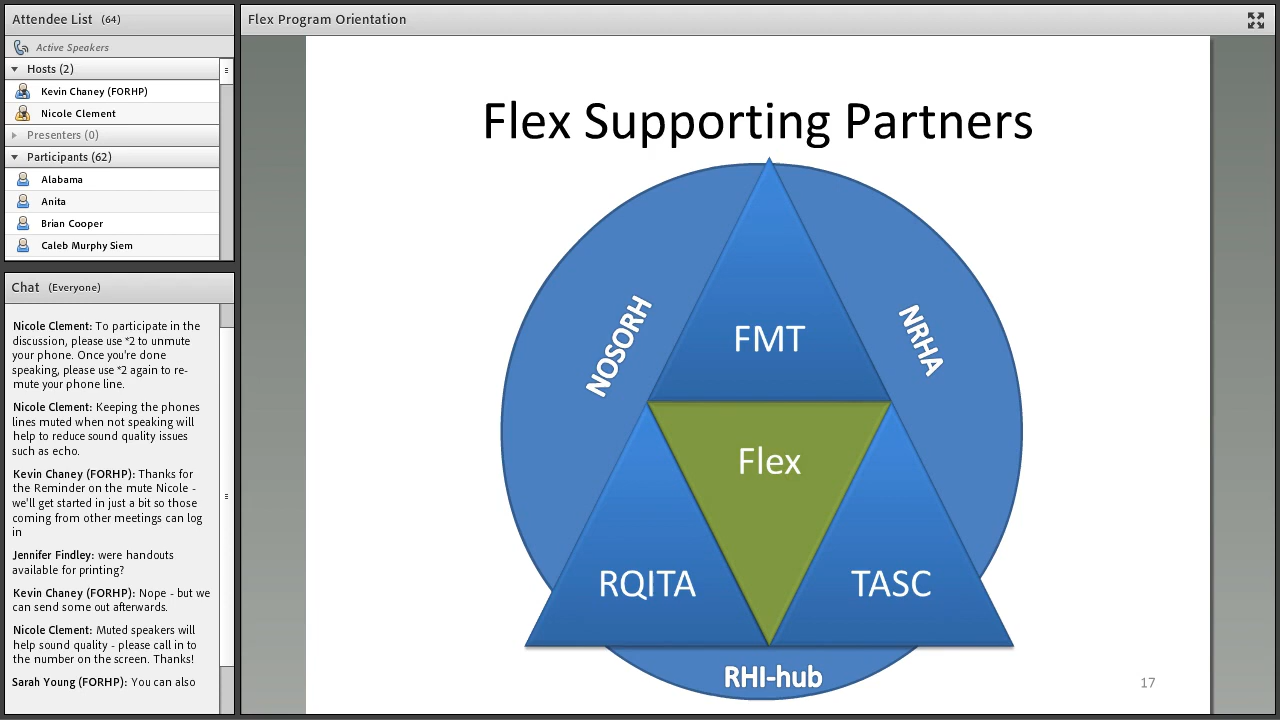 Attendee List (64)
Active Speakers
Hosts (2)
Kevin Chaney (FORHP)
Nicole Clement
Presenters (0)
Participants (62)
Alabama
Anita
Brian Cooper
Caleb Murphy Siem
Chat (Everyone)
Nicole Clement: To participate in the
discussion, please use *2 to unmute
your phone. Once you're done
speaking, please use *2 again to re-
mute your phone line.
Nicole Clement: Keeping the phones
lines muted when not speaking will
help to reduce sound quality issues
such as echo.
Kevin Chaney (FORHP): Thanks for
the Reminder on the mute Nicole -
we'll get started in just a bit so those
coming from other meetings can log
in
Jennifer Findley: were handouts
available for printing?
Kevin Chaney (FORHP): Nope - but we
can send some out afterwards.
Nicole Clement: Muted speakers will
help sound quality - please call in to
the number on the screen. Thanks!
Sarah Young (FORHP): You can also
Flex Program Orientation
Flex Supporting Partners
NOSORH
NRHA
FMT
Flex
RQITA
TASC
RHI-hub
17